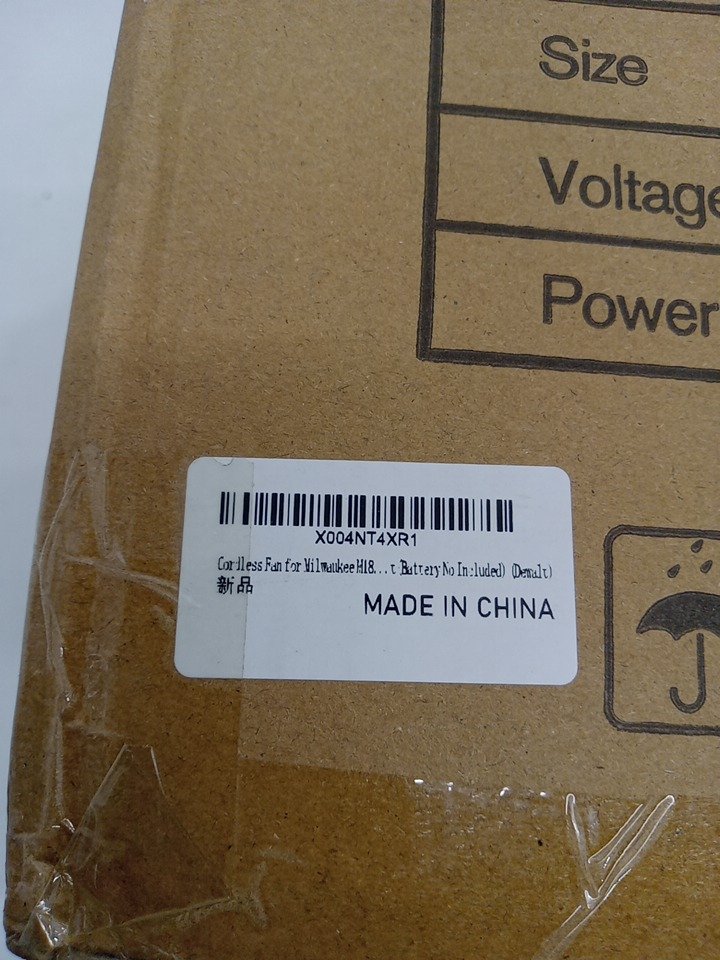 Size
Voltage
Power
X004NT4XR1
Cordless Fan for Milwaukee M18...t Battery No Included) (Dewalt)
新品
MADE IN CHINA